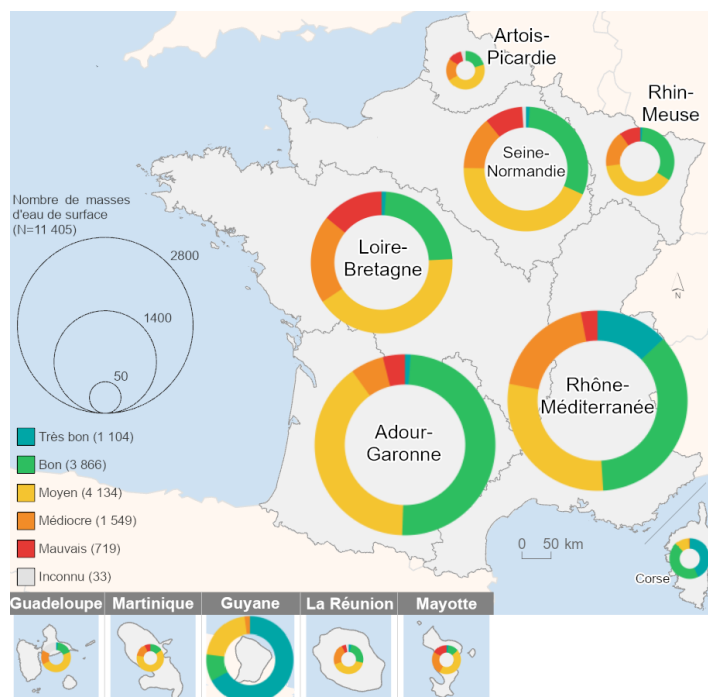 Artois-
Picardie
Rhin-
Meuse
Seine-
Normandie
Nombre de masses
d'eau de surface
(N=11 405)
2800
1400
50
Loire-
Bretagne
N
Rhône-
Méditerranée
Adour-
Garonne
Très bon (1 104)
Bon (3 866)
Moyen (4 134)
Médiocre (1 549)
Mauvais (719)
Inconnu (33)
0 50 km
Corse
Guadeloupe
Martinique
Guyane
La Réunion
Mayotte